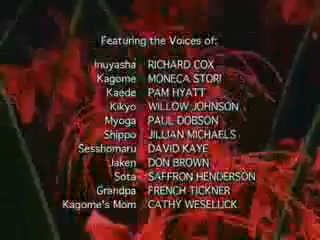 Featuring the Voices of:
Inuyasha RICHARD COX
Kagome MONECA STORI
Kaede PAM HYATT
Kikyo WILLOW JOHNSON
Myoga PAUL DOBSON
Shippo JILLIAN MICHAELS
Sesshomaru DAVID KAYE
Jaken DON BROWN
Sota SAFFRON HENDERSON
Grandpa FRENCH TICKNER
Kagome's Mom CATHY WESELUCK